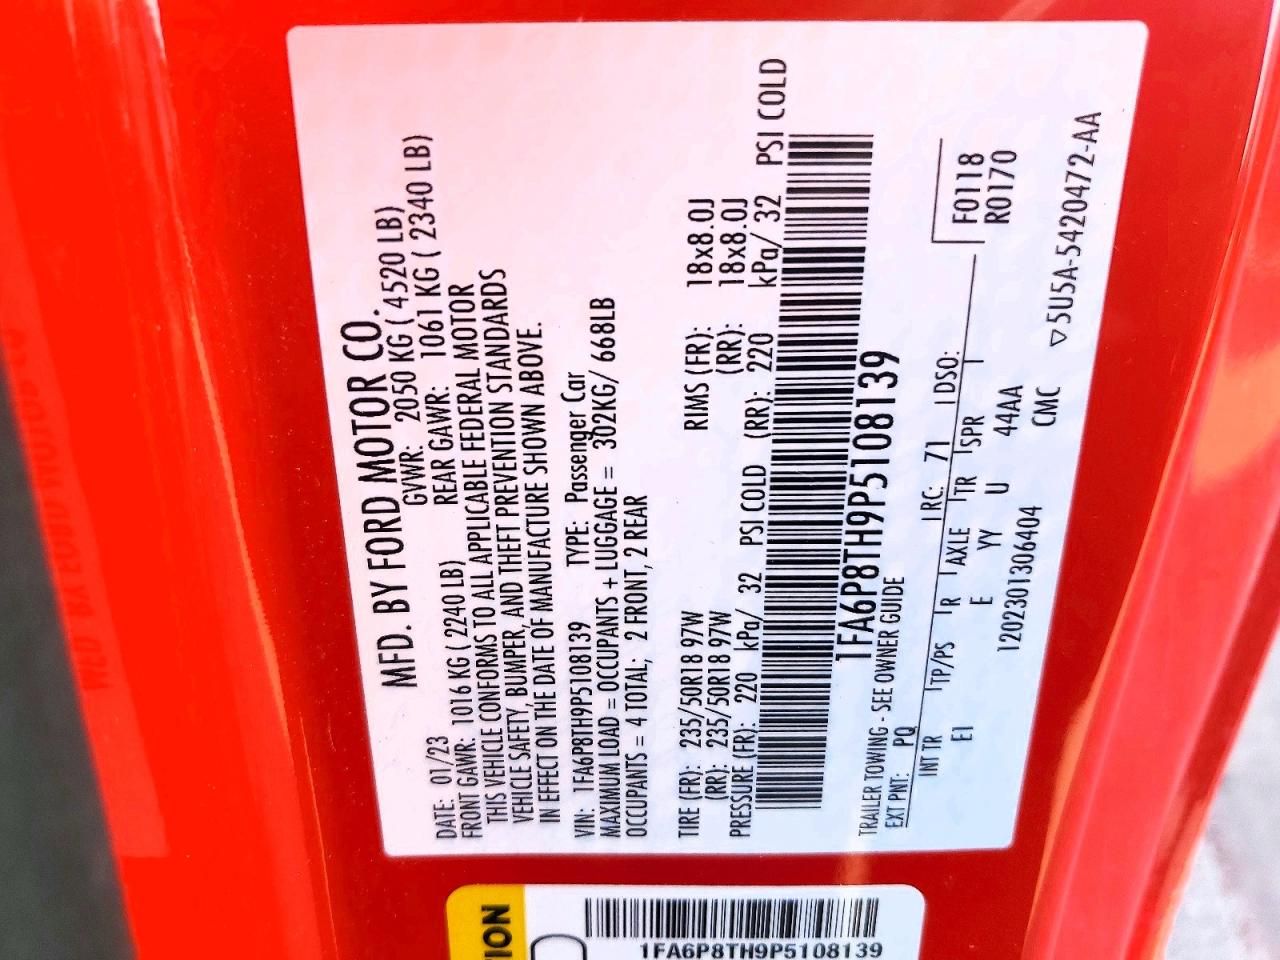 MFD. BY FORD MOTOR CO.
DATE: 01/23 GVWR: 2050 KG ( 4520 LB)
FRONT GAWR: 1016 KG ( 2240 LB) REAR GAWR: 1061 KG ( 2340 LB)
THIS VEHICLE CONFORMS TO ALL APPLICABLE FEDERAL MOTOR
VEHICLE SAFETY, BUMPER, AND THEFT PREVENTION STANDARDS
IN EFFECT ON THE DATE OF MANUFACTURE SHOWN ABOVE.
VIN: 1FA6P8TH9P5108139 TYPE: Passenger Car
MAXIMUM LOAD = OCCUPANTS + LUGGAGE = 302KG/ 668LB
OCCUPANTS = 4 TOTAL; 2 FRONT, 2 REAR
TIRE (FR): 235/50R18 97W RIMS (FR): 18x8.0J
(RR): 235/50R18 97W (RR): 18x8.0J
PRESSURE (FR): 220 kPa/ 32 PSI COLD (RR): 220 kPa/ 32 PSI COLD
1FA6P8TH9P5108139
TRAILER TOWING - SEE OWNER GUIDE
EXT PNT: PQ RC: 71 DSO: F0118
R0170
INT TR TP/PS R AXLE TR SPR
EI E YY U 44AA
1202301306404 CMC
▽5U5A-5420472-AA
TION
1FA6P8TH9P5108139